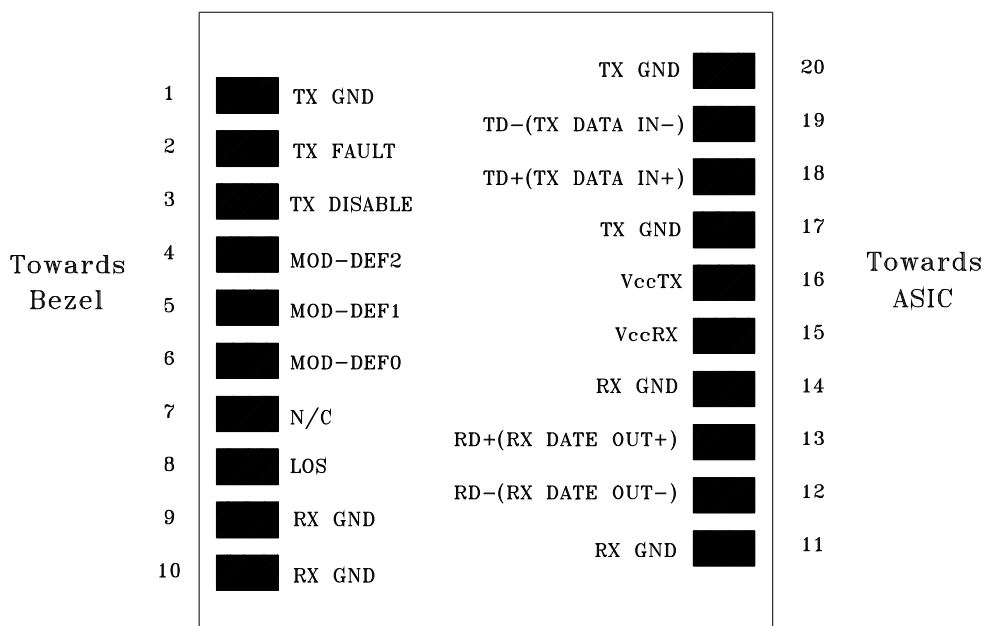 Towards
Bezel
1 TX GND
2 TX FAULT
3 TX DISABLE
4 MOD-DEF2
5 MOD-DEF1
6 MOD-DEF0
7 N/C
8 LOS
9 RX GND
10 RX GND
TX GND 20
TD-(TX DATA IN-) 19
TD+(TX DATA IN+) 18
TX GND 17
VccTX 16
VccRX 15
RX GND 14
RD+(RX DATE OUT+) 13
RD-(RX DATE OUT-) 12
RX GND 11
Towards
ASIC